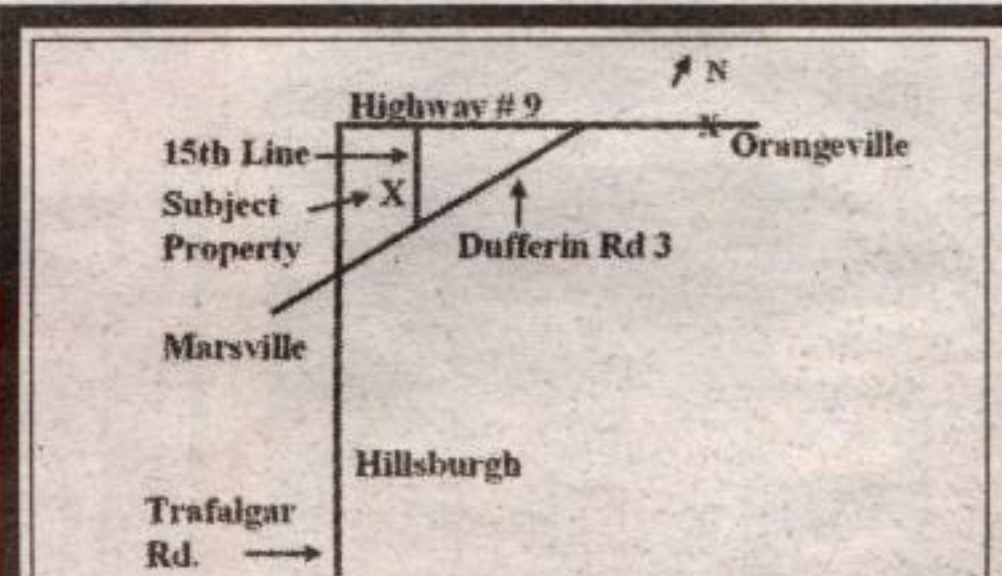 N
Highway # 9
X
Orangeville
15th Line
X
Subject
Property
Dufferin Rd 3
Marsville
Hillsburgh
Trafalgar
Rd.